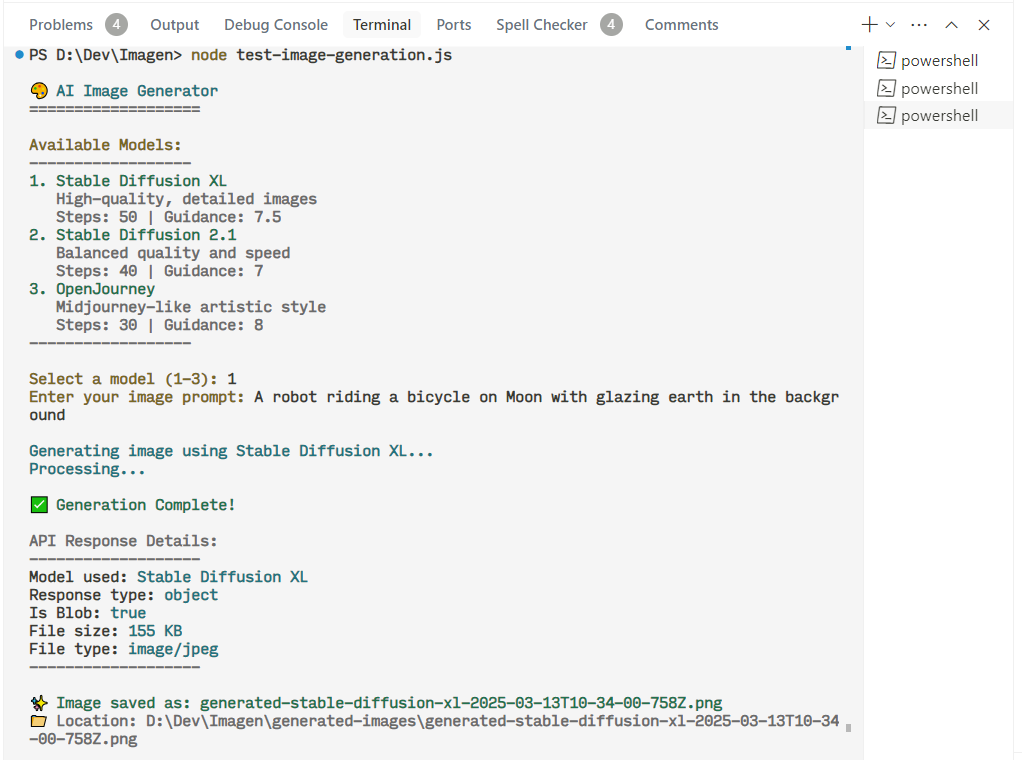 Problems 4 Output Debug Console Terminal Ports Spell Checker 4 Comments
PS D:\Dev\Imagen> node test-image-generation.js
🎨 AI Image Generator
===================
Available Models:
------------------
1. Stable Diffusion XL
High-quality, detailed images
Steps: 50 | Guidance: 7.5
2. Stable Diffusion 2.1
Balanced quality and speed
Steps: 40 | Guidance: 7
3. OpenJourney
Midjourney-like artistic style
Steps: 30 | Guidance: 8
------------------
Select a model (1-3): 1
Enter your image prompt: A robot riding a bicycle on Moon with glazing earth in the backgr
ound
Generating image using Stable Diffusion XL...
Processing...
✅ Generation Complete!
API Response Details:
-------------------
Model used: Stable Diffusion XL
Response type: object
Is Blob: true
File size: 155 KB
File type: image/jpeg
-------------------
✨ Image saved as: generated-stable-diffusion-xl-2025-03-13T10-34-00-758Z.png
📁 Location: D:\Dev\Imagen\generated-images\generated-stable-diffusion-xl-2025-03-13T10-34
-00-758Z.png
powershell
powershell
powershell